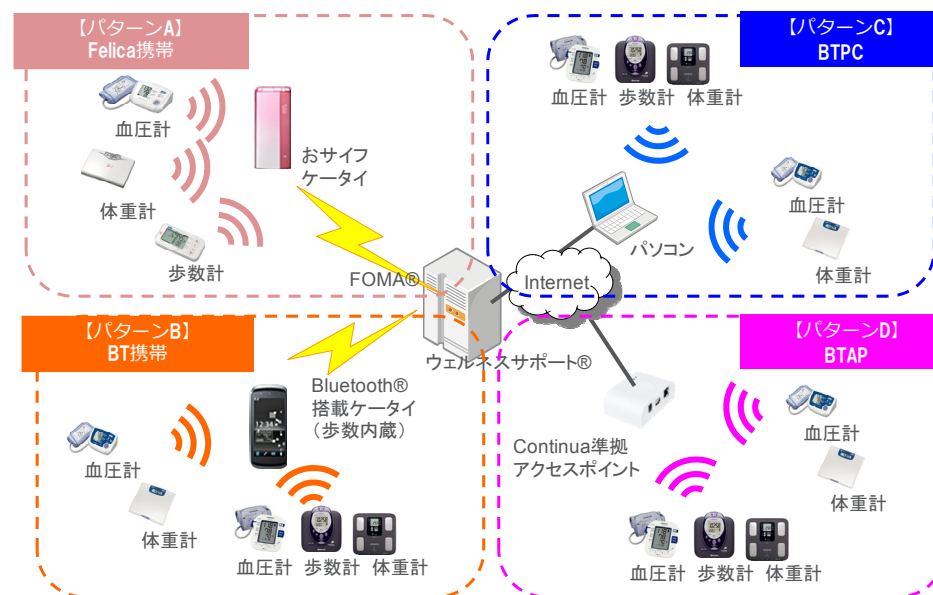 【パターンA】
Felica携帯
血圧計
体重計
歩数計
おサイフ
ケータイ
FOMA®
【パターンC】
BTPC
血圧計 歩数計 体重計
パソコン
血圧計
体重計
Internet
ウェルネスサポート®
【パターンB】
BT携帯
Bluetooth®
搭載ケータイ
（歩数内蔵）
血圧計
体重計
血圧計 歩数計 体重計
【パターンD】
BTAP
Continua準拠
アクセスポイント
血圧計
体重計
血圧計 歩数計 体重計